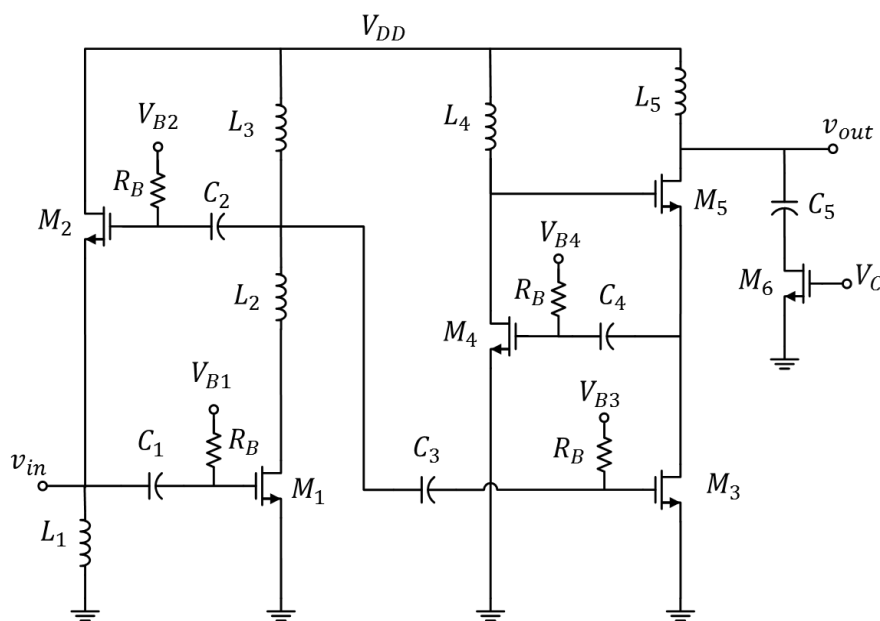 V_DD
V_B2
R_B
C_2
M_2
L_3
L_4
L_5
v_out
M_5
C_5
V_B4
R_B
C_4
M_4
M_6
V_C
L_2
V_B1
R_B
C_1
v_in
M_1
L_1
C_3
V_B3
R_B
M_3